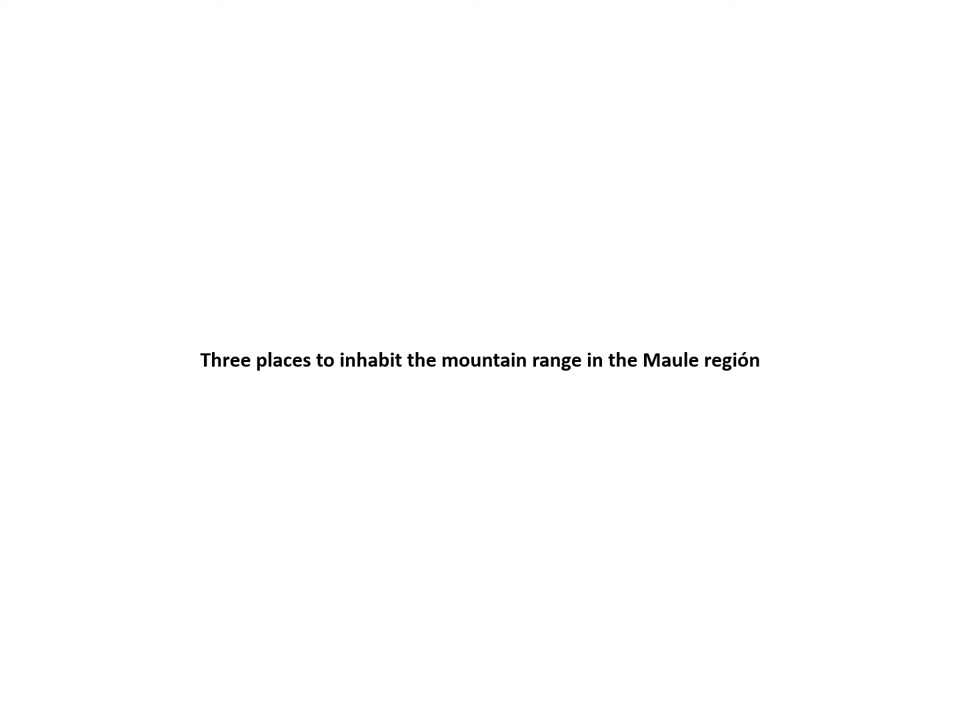 Three places to inhabit the mountain range in the Maule región